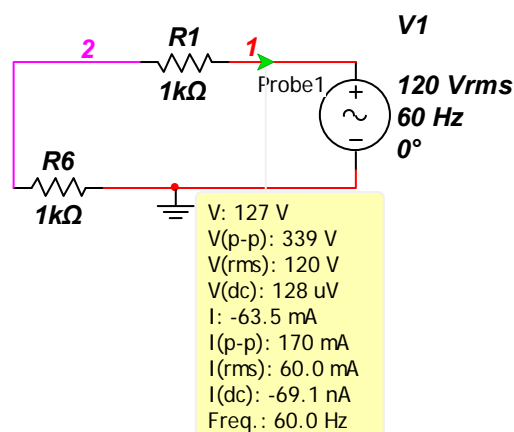 V1
R1
2
1
1kΩ
Probe1
120 Vrms
60 Hz
0°
R6
1kΩ
V: 127 V
V(p-p): 339 V
V(rms): 120 V
V(dc): 128 uV
I: -63.5 mA
I(p-p): 170 mA
I(rms): 60.0 mA
I(dc): -69.1 nA
Freq.: 60.0 Hz